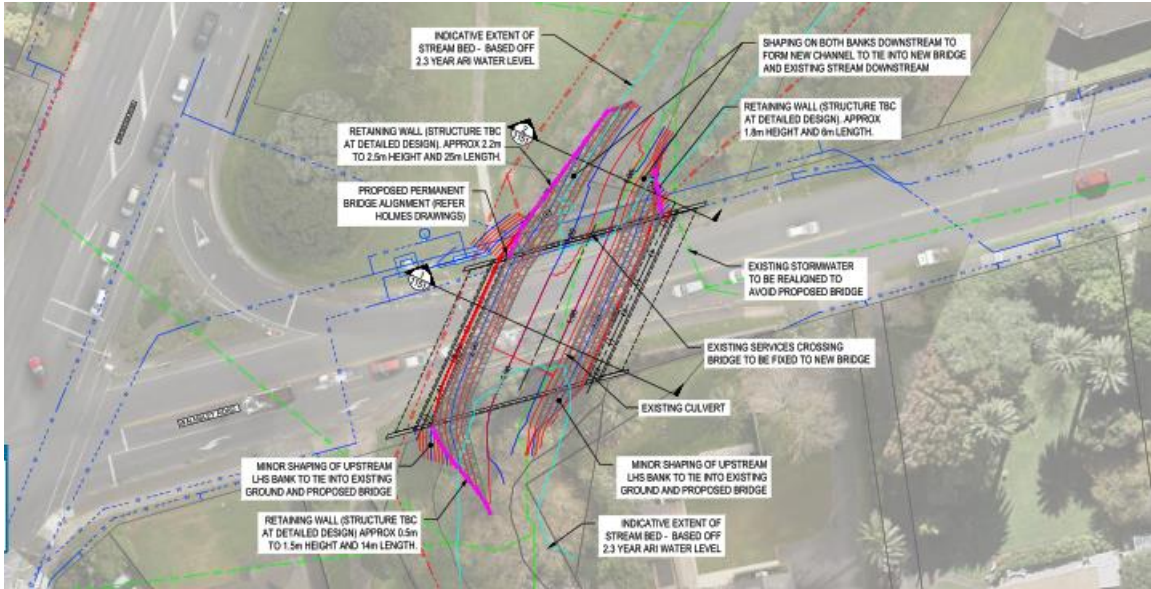 INDICATIVE EXTENT OF
STREAM BED - BASED OFF
2.3 YEAR ARI WATER LEVEL
SHAPING ON BOTH BANKS DOWNSTREAM TO
FORM NEW CHANNEL TO TIE INTO NEW BRIDGE
AND EXISTING STREAM DOWNSTREAM
RETAINING WALL (STRUCTURE TBC
AT DETAILED DESIGN). APPROX
1.8m HEIGHT AND 6m LENGTH.
RETAINING WALL (STRUCTURE TBC
AT DETAILED DESIGN). APPROX 2.2m
TO 2.5m HEIGHT AND 25m LENGTH.
PROPOSED PERMANENT
BRIDGE ALIGNMENT (REFER
HOLMES DRAWINGS)
EXISTING STORMWATER
TO BE REALIGNED TO
AVOID PROPOSED BRIDGE
EXISTING SERVICES CROSSING
BRIDGE TO BE FIXED TO NEW BRIDGE
EXISTING CULVERT
MINOR SHAPING OF UPSTREAM
LHS BANK TO TIE INTO EXISTING
GROUND AND PROPOSED BRIDGE
MINOR SHAPING OF UPSTREAM
LHS BANK TO TIE INTO EXISTING
GROUND AND PROPOSED BRIDGE
RETAINING WALL (STRUCTURE TBC
AT DETAILED DESIGN) APPROX 0.5m
TO 1.5m HEIGHT AND 14m LENGTH.
INDICATIVE EXTENT OF
STREAM BED - BASED OFF
2.3 YEAR ARI WATER LEVEL